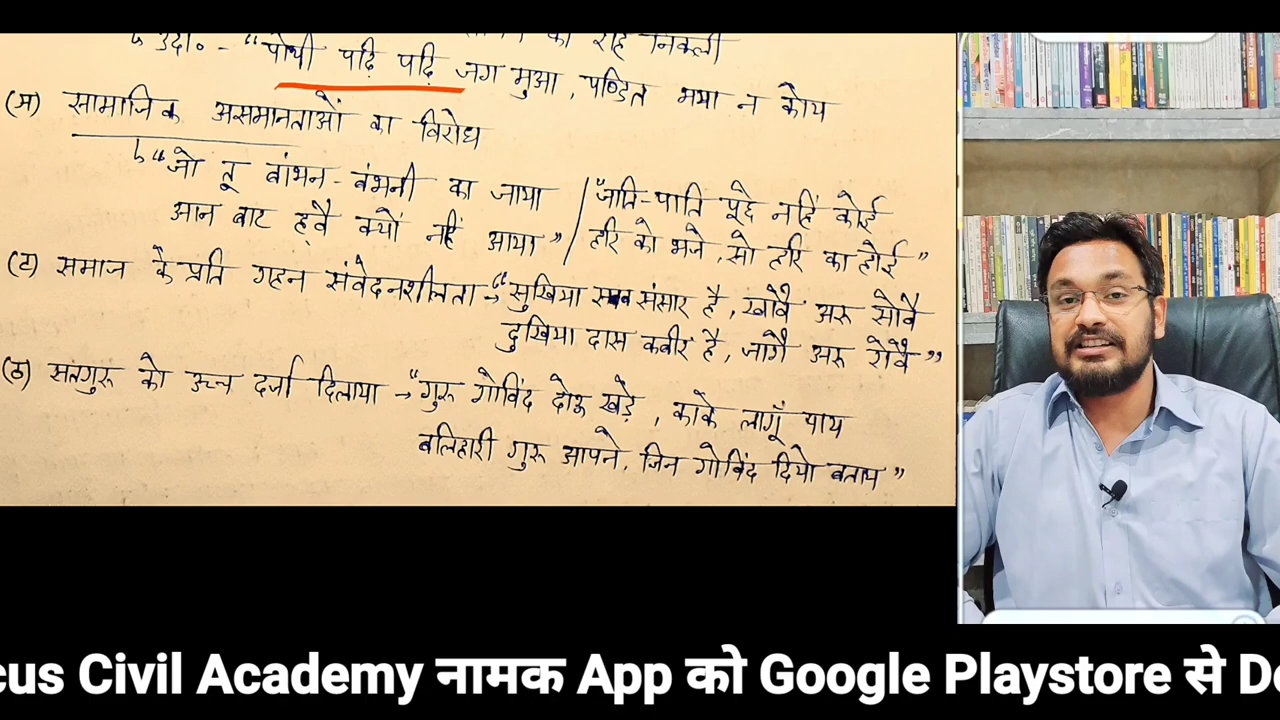 उदा० - “पोथी पढ़ि पढ़ि जग मुआ, पण्डित भया न कोय
सामाजिक असमानताओं का विरोध
“जो तू बांभन-बंभनी का जाया / “जाति-पाति पूछे नहिं कोई
आन बाट ह्वै क्यों नहिं आया” / हरि को भजे, सो हरि का होई”
(ट) समाज के प्रति गहन संवेदनशीलता → “सुखिया सब संसार है, खावै अरू सोवै
दुखिया दास कबीर है, जागै अरू रोवै”
(ठ) सतगुरू को उच्च दर्जा दिलाया → “गुरू गोविंद दोऊ खड़े, काके लागूँ पाय
बलिहारी गुरू आपने, जिन गोविंद दियो बताय”
cus Civil Academy नामक App को Google Playstore से